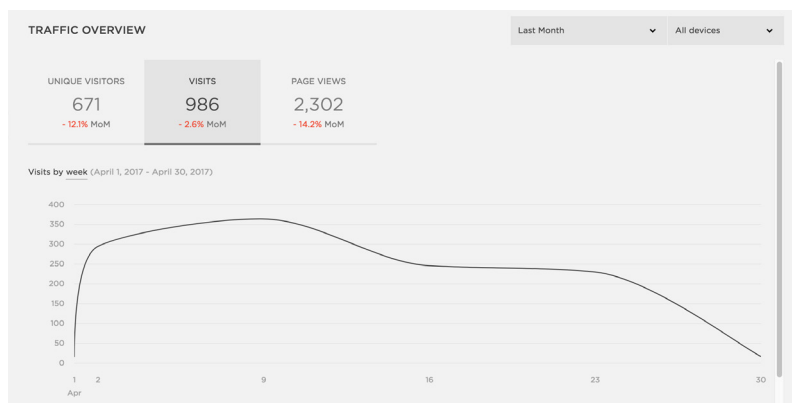 TRAFFIC OVERVIEW
Last Month
All devices
UNIQUE VISITORS
671
- 12.1% MoM
VISITS
986
- 2.6% MoM
PAGE VIEWS
2,302
- 14.2% MoM
Visits by week (April 1, 2017 - April 30, 2017)
400
350
300
250
200
150
100
50
0
1 2 9 16 23 30
Apr